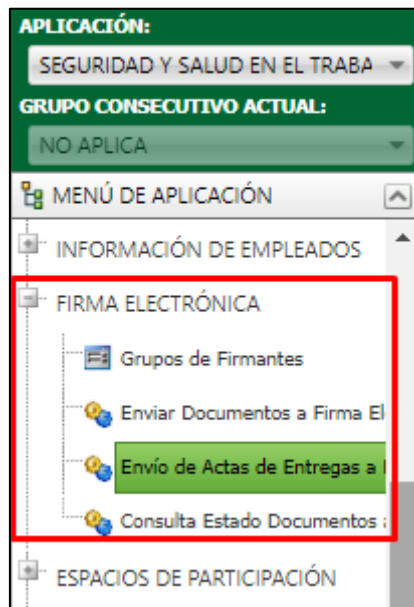 APLICACIÓN:
SEGURIDAD Y SALUD EN EL TRABA
GRUPO CONSECUTIVO ACTUAL:
NO APLICA
MENÚ DE APLICACIÓN
INFORMACIÓN DE EMPLEADOS
FIRMA ELECTRÓNICA
Grupos de Firmantes
Enviar Documentos a Firma El
Envío de Actas de Entregas a
Consulta Estado Documentos
ESPACIOS DE PARTICIPACIÓN